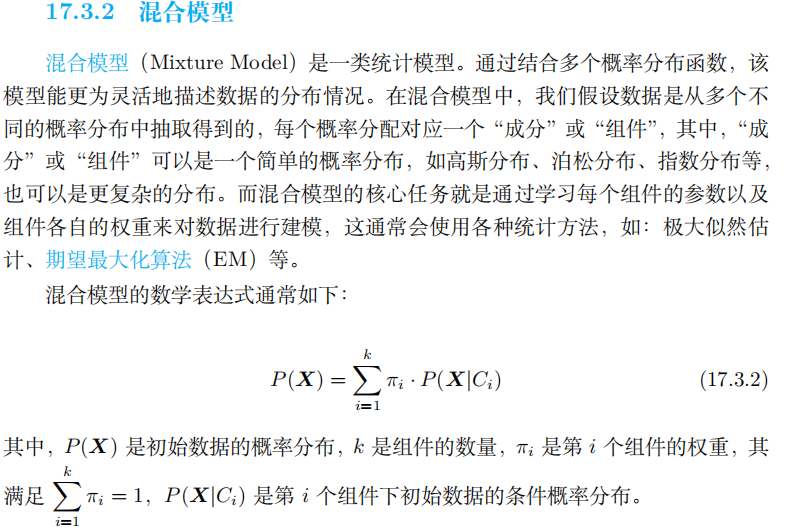 17.3.2 混合模型
混合模型（Mixture Model）是一类统计模型。通过结合多个概率分布函数，该
模型能更为灵活地描述数据的分布情况。在混合模型中，我们假设数据是从多个不
同的概率分布中抽取得到的，每个概率分配对应一个“成分”或“组件”，其中，“成
分”或“组件”可以是一个简单的概率分布，如高斯分布、泊松分布、指数分布等，
也可以是更复杂的分布。而混合模型的核心任务就是通过学习每个组件的参数以及
组件各自的权重来对数据进行建模，这通常会使用各种统计方法，如：极大似然估
计、期望最大化算法（EM）等。
混合模型的数学表达式通常如下：
P(X) = ∑_{i=1}^{k} π_i · P(X|C_i) (17.3.2)
其中，P(X) 是初始数据的概率分布，k 是组件的数量，π_i 是第 i 个组件的权重，其
满足 ∑_{i=1}^{k} π_i = 1，P(X|C_i) 是第 i 个组件下初始数据的条件概率分布。